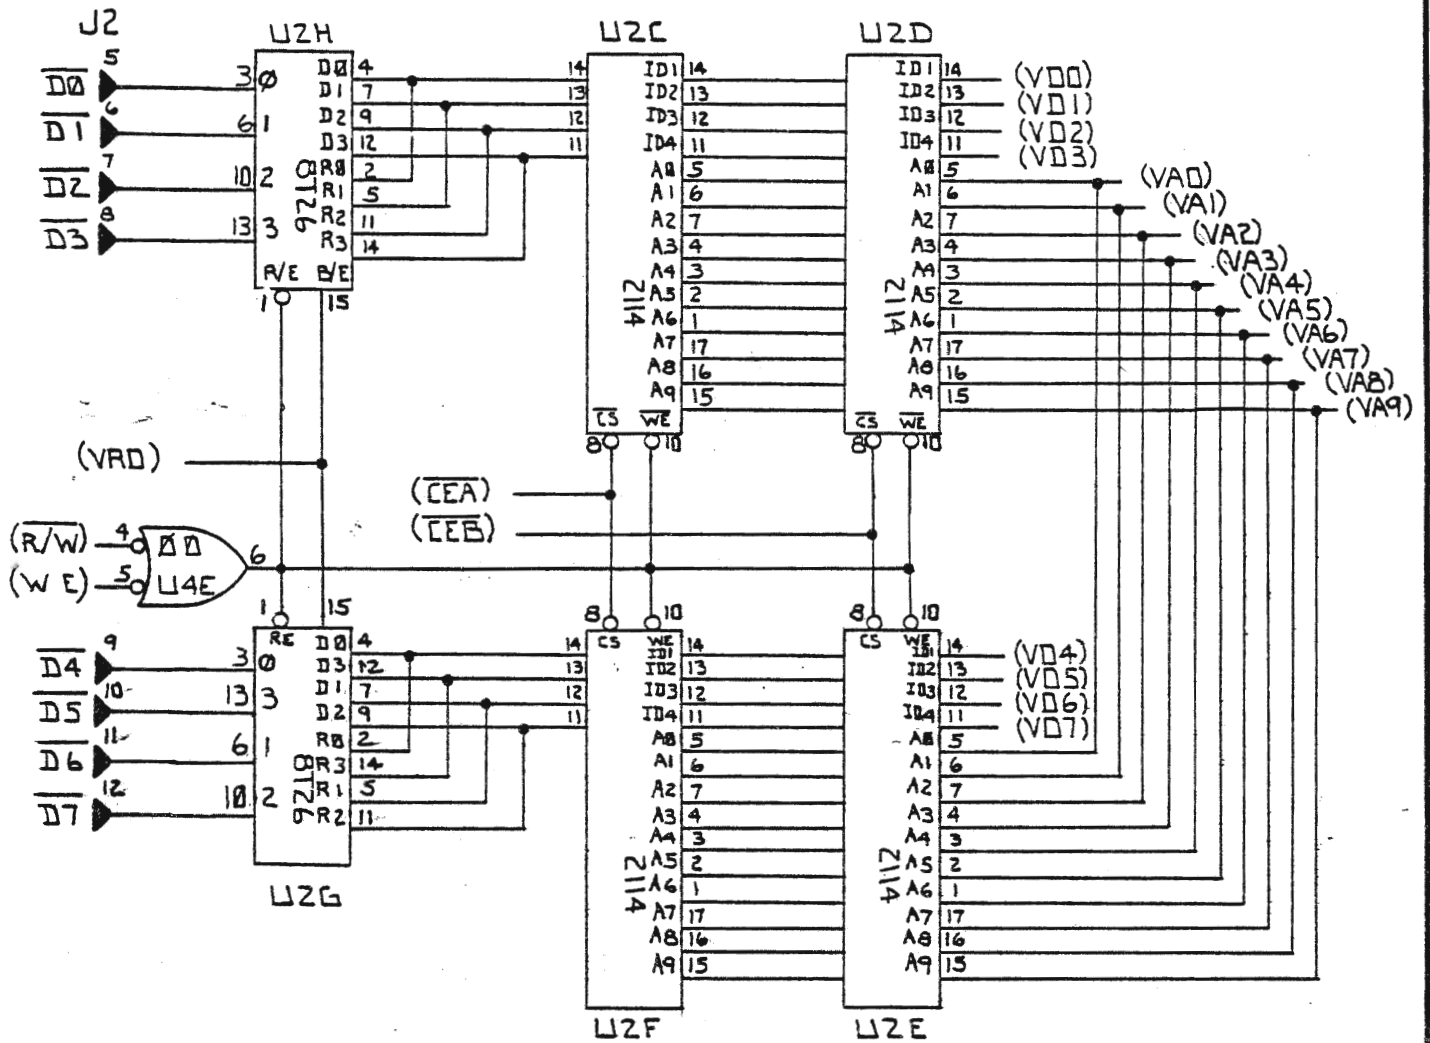 J2
U2H
U2C
U2D
D0 5 3 0 D0 4 14 ID1 14 ID1 14 (VD0)
D1 6 6 1 D1 7 13 ID2 13 ID2 13 (VD1)
D2 7 10 2 D2 9 12 ID3 12 ID3 12 (VD2)
D3 8 13 3 D3 12 11 ID4 11 ID4 11 (VD3)
8T26
R0 2
R1 5
R2 11
R3 14
R/E B/E
1 15
2114
A0 5
A1 6
A2 7
A3 4
A4 3
A5 2
A6 1
A7 17
A8 16
A9 15
CS WE
8 10
2114
A0 5 (VA0)
A1 6 (VA1)
A2 7 (VA2)
A3 4 (VA3)
A4 3 (VA4)
A5 2 (VA5)
A6 1 (VA6)
A7 17 (VA7)
A8 16 (VA8)
A9 15 (VA9)
CS WE
8 10
(VRD)
(CEA)
(CEB)
(R/W) 4 00 6
(W E) 5 U4E
1 15
RE
8 10
CS WE
8 10
CS WE
D4 9 3 0 D0 4 14 ID1 14 ID1 14 (VD4)
D5 10 13 3 D3 12 13 ID2 13 ID2 13 (VD5)
D6 11 6 1 D1 7 12 ID3 12 ID3 12 (VD6)
D7 12 10 2 D2 9 11 ID4 11 ID4 11 (VD7)
8T26
R0 2
R3 14
R1 5
R2 11
2114
A0 5
A1 6
A2 7
A3 4
A4 3
A5 2
A6 1
A7 17
A8 16
A9 15
2114
A0 5
A1 6
A2 7
A3 4
A4 3
A5 2
A6 1
A7 17
A8 16
A9 15
U2G
U2F
U2E